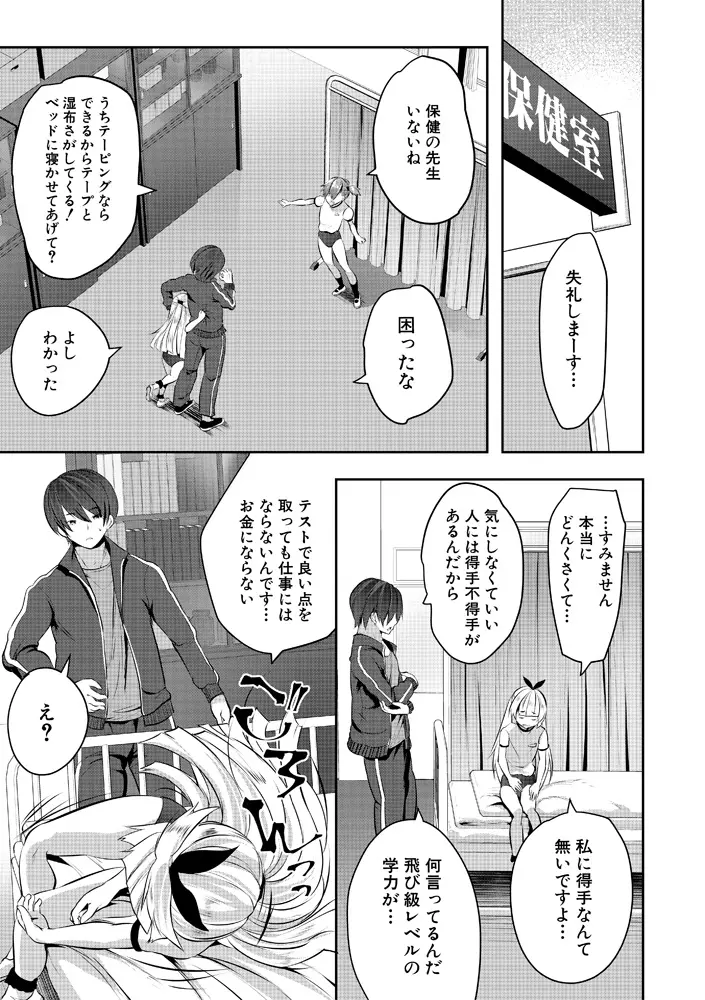 保健室
失礼しまーす…
保健の先生
いないね
困ったな
うちテーピングなら
できるからテープと
湿布さがしてくる！
ベッドに寝かせてあげて？
よし
わかった
…すみません
本当に
どんくさくて…
気にしなくていい
人には得手不得手が
あるんだから
私に得手なんて
無いですよ…
何言ってるんだ
飛び級レベルの
学力が…
テストで良い点を
取っても仕事には
ならないんです…
お金にならない
ごろんっっ
え？